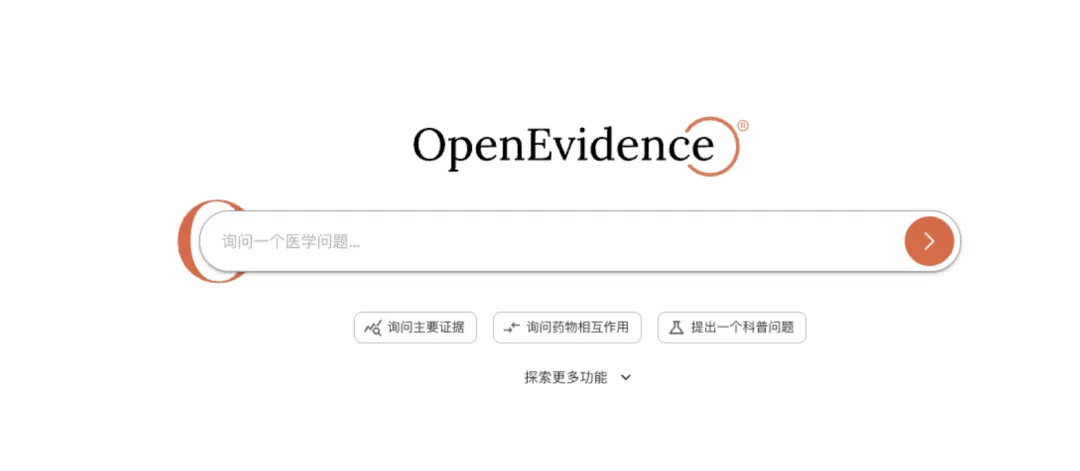 OpenEvidence®
询问一个医学问题...
询问主要证据
询问药物相互作用
提出一个科普问题
探索更多功能